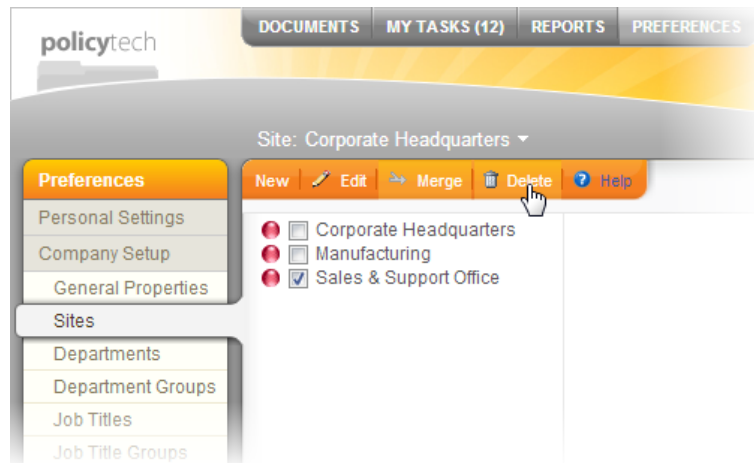 policytech
DOCUMENTS MY TASKS (12) REPORTS PREFERENCES
Site: Corporate Headquarters
Preferences
New Edit Merge Delete Help
Personal Settings
Company Setup
General Properties
Sites
Departments
Department Groups
Job Titles
Job Title Groups
Corporate Headquarters
Manufacturing
Sales & Support Office